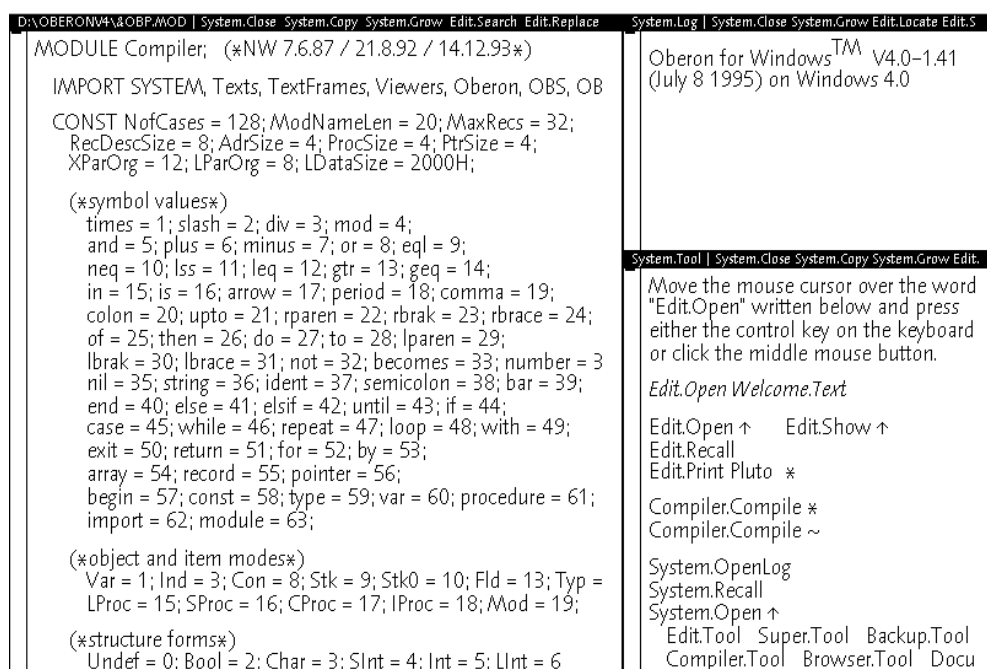 D:\OBERONV4\&OBP.MOD | System.Close System.Copy System.Grow Edit.Search Edit.Replace
MODULE Compiler; (*NW 7.6.87 / 21.8.92 / 14.12.93*)
IMPORT SYSTEM, Texts, TextFrames, Viewers, Oberon, OBS, OB
CONST NofCases = 128; ModNameLen = 20; MaxRecs = 32;
RecDescSize = 8; AdrSize = 4; ProcSize = 4; PtrSize = 4;
XParOrg = 12; LParOrg = 8; LDataSize = 2000H;
(*symbol values*)
times = 1; slash = 2; div = 3; mod = 4;
and = 5; plus = 6; minus = 7; or = 8; eql = 9;
neq = 10; lss = 11; leq = 12; gtr = 13; geq = 14;
in = 15; is = 16; arrow = 17; period = 18; comma = 19;
colon = 20; upto = 21; rparen = 22; rbrak = 23; rbrace = 24;
of = 25; then = 26; do = 27; to = 28; lparen = 29;
lbrak = 30; lbrace = 31; not = 32; becomes = 33; number = 3
nil = 35; string = 36; ident = 37; semicolon = 38; bar = 39;
end = 40; else = 41; elsif = 42; until = 43; if = 44;
case = 45; while = 46; repeat = 47; loop = 48; with = 49;
exit = 50; return = 51; for = 52; by = 53;
array = 54; record = 55; pointer = 56;
begin = 57; const = 58; type = 59; var = 60; procedure = 61;
import = 62; module = 63;
(*object and item modes*)
Var = 1; Ind = 3; Con = 8; Stk = 9; Stk0 = 10; Fld = 13; Typ =
LProc = 15; SProc = 16; CProc = 17; IProc = 18; Mod = 19;
(*structure forms*)
Undef = 0; Bool = 2; Char = 3; SInt = 4; Int = 5; LInt = 6
System.Log | System.Close System.Grow Edit.Locate Edit.S
Oberon for Windows™ V4.0-1.41
(July 8 1995) on Windows 4.0
System.Tool | System.Close System.Copy System.Grow Edit.
Move the mouse cursor over the word
"Edit.Open" written below and press
either the control key on the keyboard
or click the middle mouse button.
Edit.Open Welcome.Text
Edit.Open ↑ Edit.Show ↑
Edit.Recall
Edit.Print Pluto *
Compiler.Compile *
Compiler.Compile ~
System.OpenLog
System.Recall
System.Open ↑
Edit.Tool Super.Tool Backup.Tool
Compiler.Tool Browser.Tool Docu